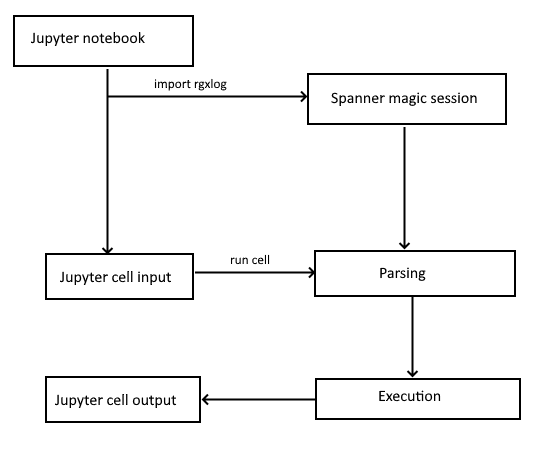 Jupyter notebook
import rgxlog
Spanner magic session
Jupyter cell input
run cell
Parsing
Jupyter cell output
Execution